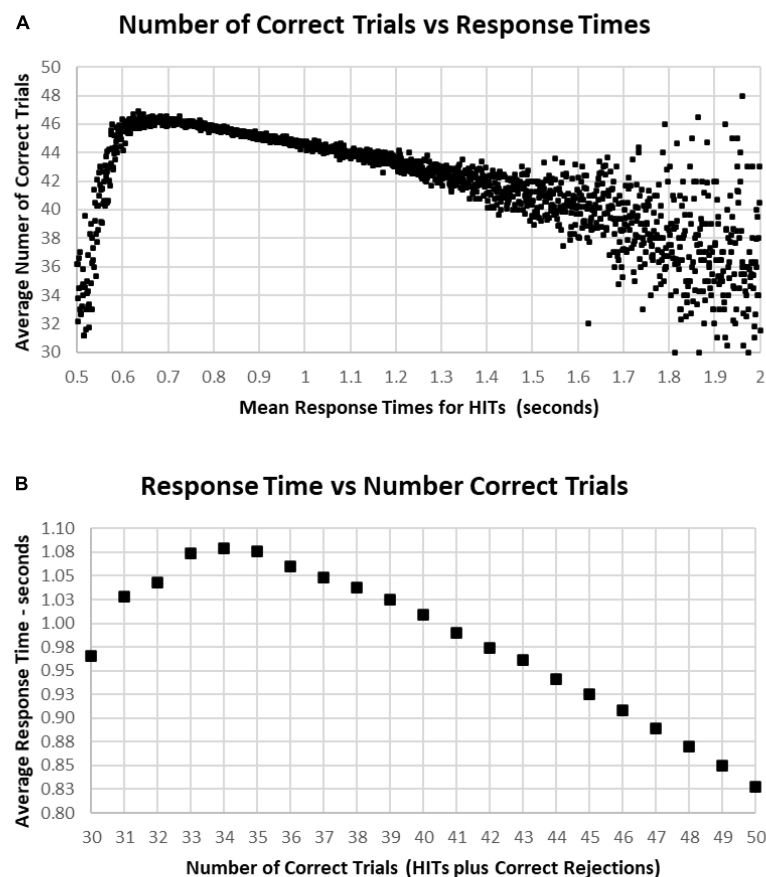 A
Number of Correct Trials vs Response Times
Average Numer of Correct Trials
50
48
46
44
42
40
38
36
34
32
30
0.5 0.6 0.7 0.8 0.9 1 1.1 1.2 1.3 1.4 1.5 1.6 1.7 1.8 1.9 2
Mean Response Times for HITs (seconds)
B
Response Time vs Number Correct Trials
Average Response Time - seconds
1.10
1.08
1.05
1.03
1.00
0.98
0.95
0.93
0.90
0.88
0.85
0.83
0.80
30 31 32 33 34 35 36 37 38 39 40 41 42 43 44 45 46 47 48 49 50
Number of Correct Trials (HITs plus Correct Rejections)